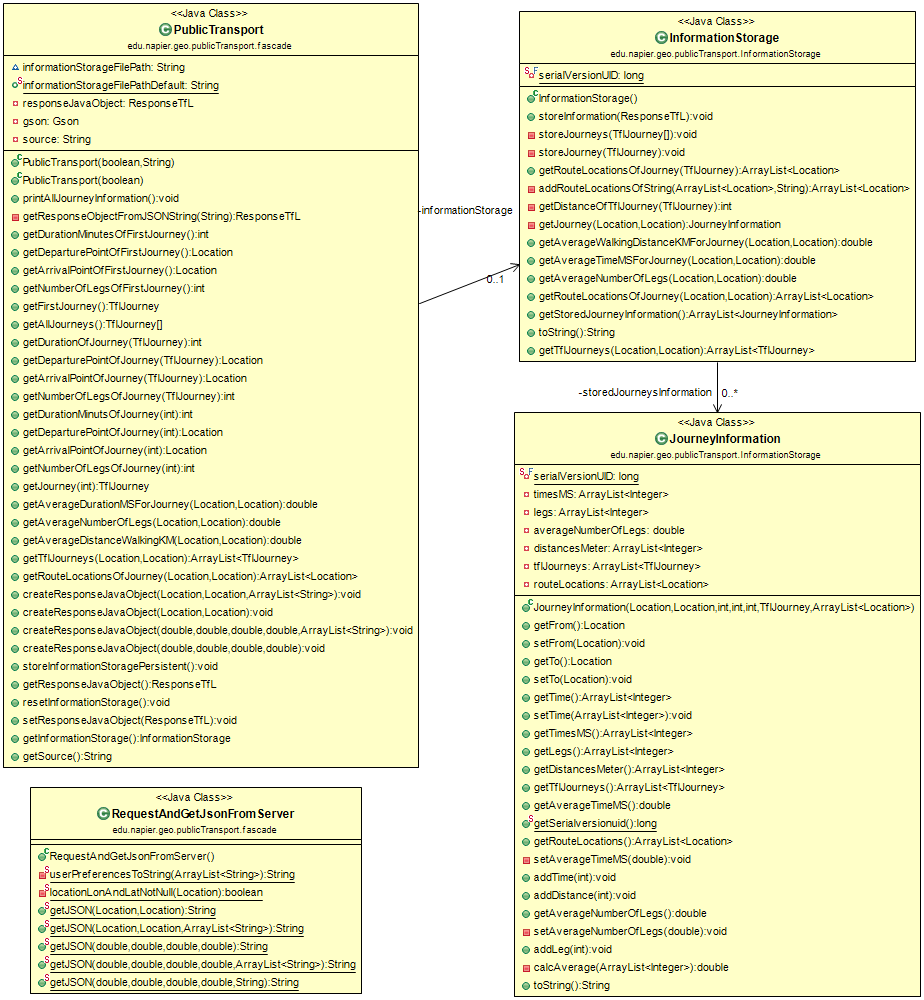 <<Java Class>>
PublicTransport
edu.napier.geo.publicTransport.fascade
informationStorageFilePath: String
informationStorageFilePathDefault: String
responseJavaObject: ResponseTfL
gson: Gson
source: String
PublicTransport(boolean,String)
PublicTransport(boolean)
printAllJourneyInformation():void
getResponseObjectFromJSONString(String):ResponseTfL
getDurationMinutesOfFirstJourney():int
getDeparturePointOfFirstJourney():Location
getArrivalPointOfFirstJourney():Location
getNumberOfLegsOfFirstJourney():int
getFirstJourney():TflJourney
getAllJourneys():TflJourney[]
getDurationOfJourney(TflJourney):int
getDeparturePointOfJourney(TflJourney):Location
getArrivalPointOfJourney(TflJourney):Location
getNumberOfLegsOfJourney(TflJourney):int
getDurationMinutsOfJourney(int):int
getDeparturePointOfJourney(int):Location
getArrivalPointOfJourney(int):Location
getNumberOfLegsOfJourney(int):int
getJourney(int):TflJourney
getAverageDurationMSForJourney(Location,Location):double
getAverageNumberOfLegs(Location,Location):double
getAverageDistanceWalkingKM(Location,Location):double
getTflJourneys(Location,Location):ArrayList<TflJourney>
getRouteLocationsOfJourney(Location,Location):ArrayList<Location>
createResponseJavaObject(Location,Location,ArrayList<String>):void
createResponseJavaObject(Location,Location):void
createResponseJavaObject(double,double,double,double,ArrayList<String>):void
createResponseJavaObject(double,double,double,double):void
storeInformationStoragePersistent():void
getResponseJavaObject():ResponseTfL
resetInformationStorage():void
setResponseJavaObject(ResponseTfL):void
getInformationStorage():InformationStorage
getSource():String
-informationStorage
0..1
<<Java Class>>
InformationStorage
edu.napier.geo.publicTransport.InformationStorage
serialVersionUID: long
InformationStorage()
storeInformation(ResponseTfL):void
storeJourneys(TflJourney[]):void
storeJourney(TflJourney):void
getRouteLocationsOfJourney(TflJourney):ArrayList<Location>
addRouteLocationsOfString(ArrayList<Location>,String):ArrayList<Location>
getDistanceOfTflJourney(TflJourney):int
getJourney(Location,Location):JourneyInformation
getAverageWalkingDistanceKMForJourney(Location,Location):double
getAverageTimeMSForJourney(Location,Location):double
getAverageNumberOfLegs(Location,Location):double
getRouteLocationsOfJourney(Location,Location):ArrayList<Location>
getStoredJourneyInformation():ArrayList<JourneyInformation>
toString():String
getTflJourneys(Location,Location):ArrayList<TflJourney>
-storedJourneysInformation
0..*
<<Java Class>>
JourneyInformation
edu.napier.geo.publicTransport.InformationStorage
serialVersionUID: long
timesMS: ArrayList<Integer>
legs: ArrayList<Integer>
averageNumberOfLegs: double
distancesMeter: ArrayList<Integer>
tflJourneys: ArrayList<TflJourney>
routeLocations: ArrayList<Location>
JourneyInformation(Location,Location,int,int,int,TflJourney,ArrayList<Location>)
getFrom():Location
setFrom(Location):void
getTo():Location
setTo(Location):void
getTime():ArrayList<Integer>
setTime(ArrayList<Integer>):void
getTimesMS():ArrayList<Integer>
getLegs():ArrayList<Integer>
getDistancesMeter():ArrayList<Integer>
getTflJourneys():ArrayList<TflJourney>
getAverageTimeMS():double
getSerialversionuid():long
getRouteLocations():ArrayList<Location>
setAverageTimeMS(double):void
addTime(int):void
addDistance(int):void
getAverageNumberOfLegs():double
setAverageNumberOfLegs(double):void
addLeg(int):void
calcAverage(ArrayList<Integer>):double
toString():String
<<Java Class>>
RequestAndGetJsonFromServer
edu.napier.geo.publicTransport.fascade
RequestAndGetJsonFromServer()
userPreferencesToString(ArrayList<String>):String
locationLonAndLatNotNull(Location):boolean
getJSON(Location,Location):String
getJSON(Location,Location,ArrayList<String>):String
getJSON(double,double,double,double):String
getJSON(double,double,double,double,ArrayList<String>):String
getJSON(double,double,double,double,String):String